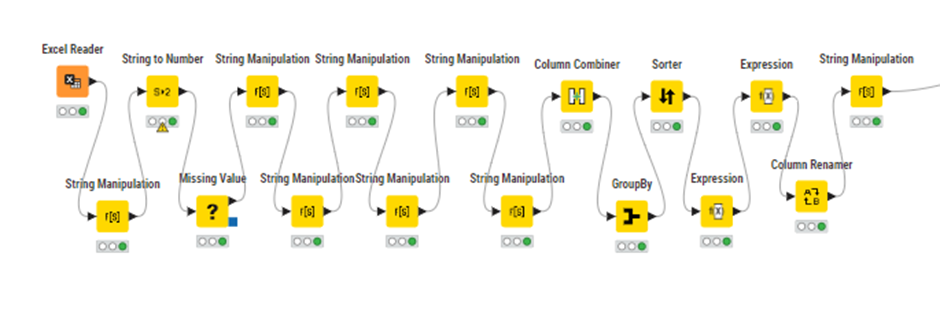 Excel Reader
String to Number
String Manipulation
String Manipulation
String Manipulation
Column Combiner
Sorter
Expression
String Manipulation
S▸2
f[S]
f[S]
f[S]
f(x)
f[S]
String Manipulation
Missing Value
String Manipulation
String Manipulation
String Manipulation
GroupBy
Expression
Column Renamer
f[S]
?
f[S]
f[S]
f[S]
f(x)
A
B